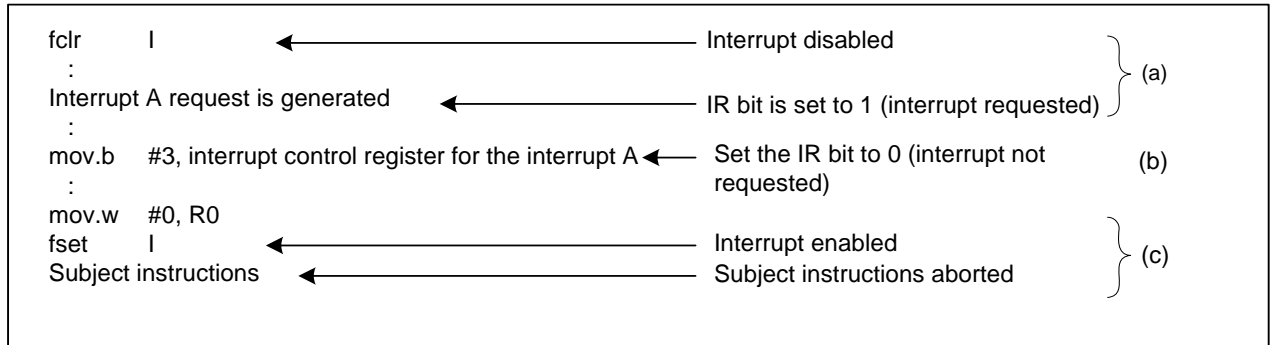 fclr I Interrupt disabled
:
(a)
Interrupt A request is generated IR bit is set to 1 (interrupt requested)
:
mov.b #3, interrupt control register for the interrupt A Set the IR bit to 0 (interrupt not
requested)
(b)
:
mov.w #0, R0
fset I Interrupt enabled
(c)
Subject instructions Subject instructions aborted